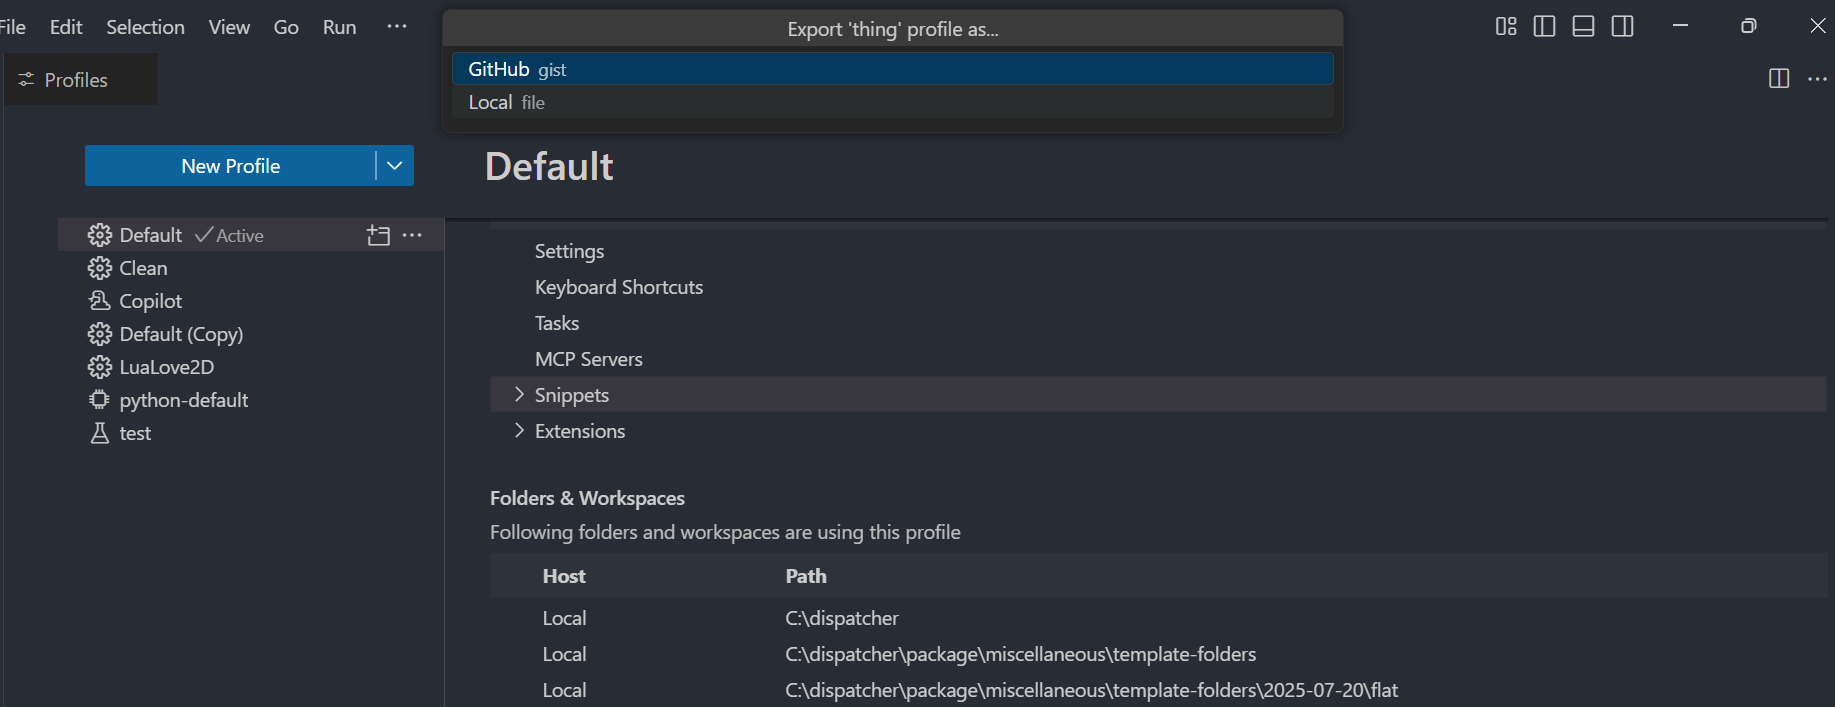 File Edit Selection View Go Run ···
Export 'thing' profile as...
GitHub gist
Local file
Profiles
New Profile
Default
Default Active
Clean
Copilot
Default (Copy)
LuaLove2D
python-default
test
Settings
Keyboard Shortcuts
Tasks
MCP Servers
Snippets
Extensions
Folders & Workspaces
Following folders and workspaces are using this profile
Host Path
Local C:\dispatcher
Local C:\dispatcher\package\miscellaneous\template-folders
Local C:\dispatcher\package\miscellaneous\template-folders\2025-07-20\flat